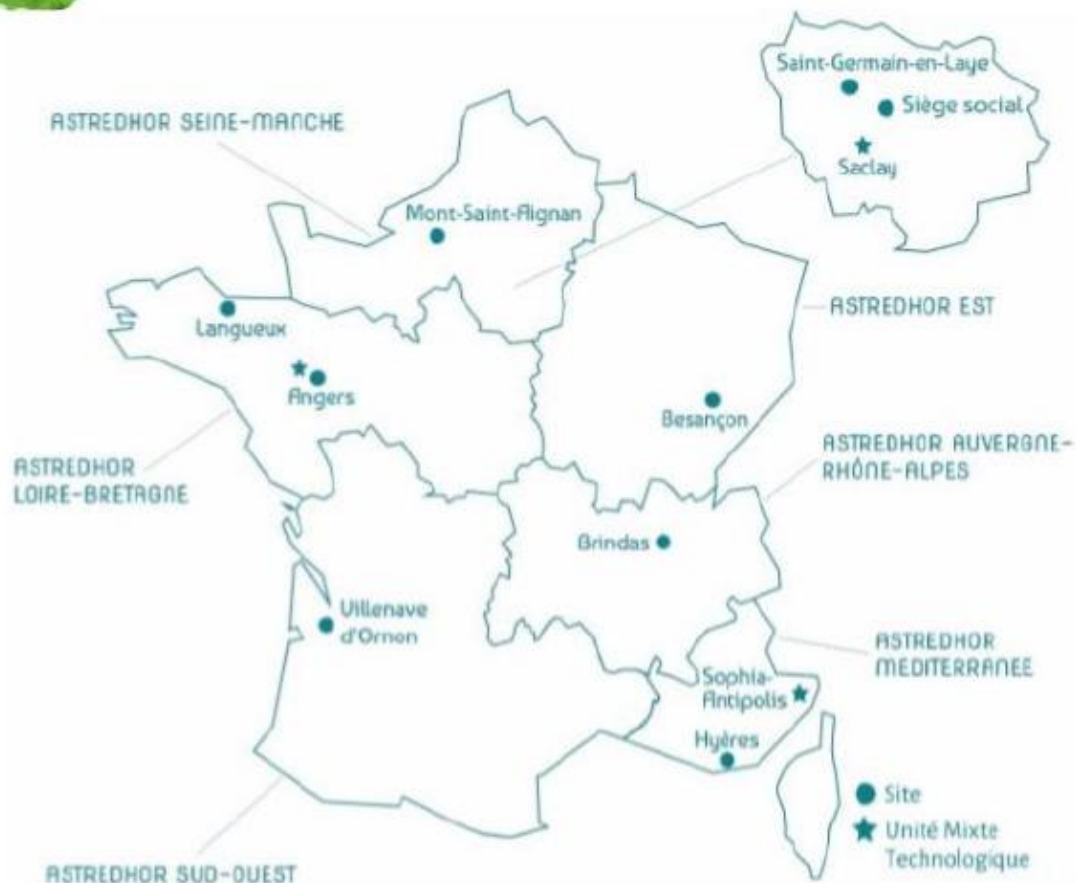 Saint-Germain-en-Laye
Siège social
Saclay
ASTREDHOR SEINE-MANCHE
Mont-Saint-Aignan
ASTREDHOR EST
Langueux
Angers
Besançon
ASTREDHOR
LOIRE-BRETAGNE
ASTREDHOR AUVERGNE-
RHÔNE-ALPES
Brindas
Villenave
d'Ornon
ASTREDHOR
MEDITERRANEE
Sophia-
Antipolis
Hyères
Site
Unité Mixte
Technologique
ASTREDHOR SUD-OUEST